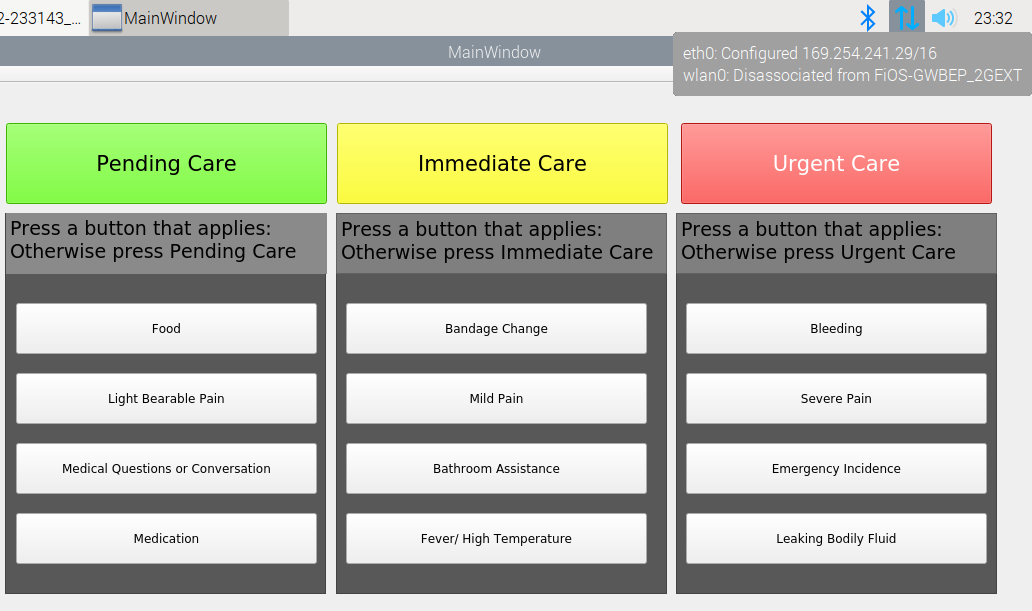 2-233143_...
MainWindow
23:32
MainWindow
eth0: Configured 169.254.241.29/16
wlan0: Disassociated from FiOS-GWBEP_2GEXT
Pending Care
Immediate Care
Urgent Care
Press a button that applies:
Otherwise press Pending Care
Food
Light Bearable Pain
Medical Questions or Conversation
Medication
Press a button that applies:
Otherwise press Immediate Care
Bandage Change
Mild Pain
Bathroom Assistance
Fever/ High Temperature
Press a button that applies:
Otherwise press Urgent Care
Bleeding
Severe Pain
Emergency Incidence
Leaking Bodily Fluid